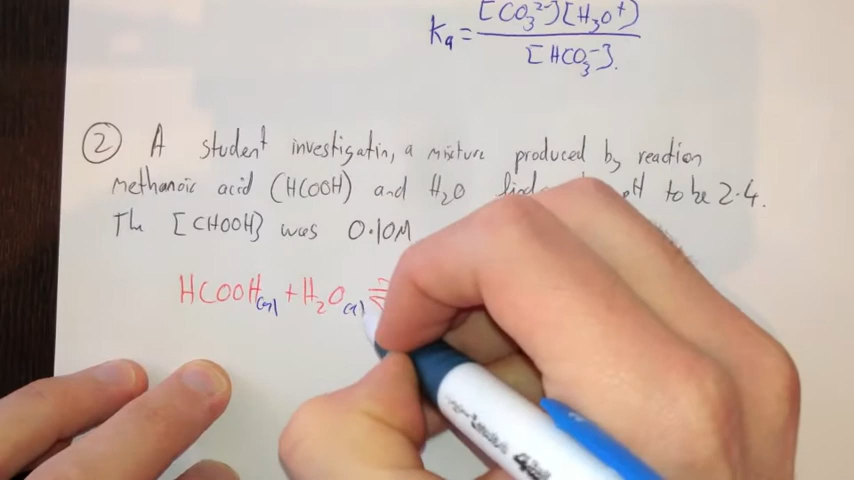 Ka = [CO3^2-][H3O+] / [HCO3^-].
② A student investigatin, a mixture produced by reaction
methanoic acid (HCOOH) and H2O pH to be 2.4.
The [CHOOH] was 0.10M
HCOOH(aq) + H2O(l) ⇌